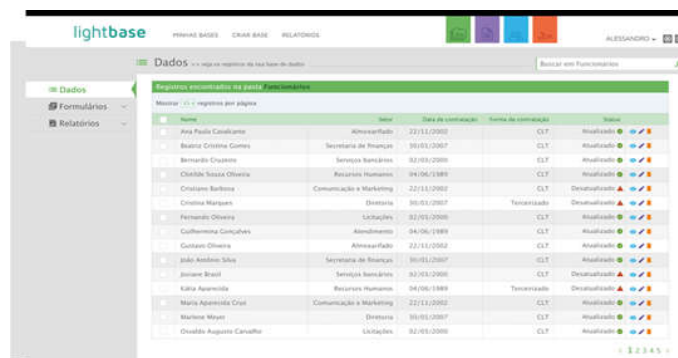 lightbase MINHAS BASES CRIAR BASE RELATÓRIOS ALESSANDRO
Dados >> veja os registros da sua base de dados Buscar em Funcionários
Dados
Formulários
Relatórios
Registros encontrados na pasta Funcionários
Mostrar registros por página
Nome Setor Data de contratação Forma de contratação Status
Ana Paula Cavalcante Almoxarifado 22/11/2002 CLT Atualizado
Beatriz Cristina Gomes Secretaria de finanças 30/01/2007 CLT Atualizado
Bernardo Cruzeiro Serviços bancários 02/03/2000 CLT Atualizado
Clotilde Sousa Oliveira Recursos Humanos 04/06/1989 CLT Atualizado
Cristiano Barbosa Comunicação e Marketing 22/11/2002 CLT Desatualizado
Cristina Marques Diretoria 30/01/2007 Terceirizado Desatualizado
Fernando Oliveira Licitações 02/03/2000 CLT Atualizado
Guilhermina Gonçalves Atendimento 04/06/1989 CLT Atualizado
Gustavo Oliveira Almoxarifado 22/11/2002 CLT Atualizado
João Antônio Silva Secretaria de finanças 30/01/2007 CLT Atualizado
Josiane Brasil Serviços bancários 02/03/2000 CLT Desatualizado
Kátia Aparecida Recursos Humanos 04/06/1989 Terceirizado Desatualizado
Maria Aparecida Cruz Comunicação e Marketing 22/11/2002 CLT Atualizado
Marlene Meyer Diretoria 30/01/2007 CLT Atualizado
Osvaldo Augusto Carvalho Licitações 02/03/2000 CLT Atualizado
1 2 3 4 5